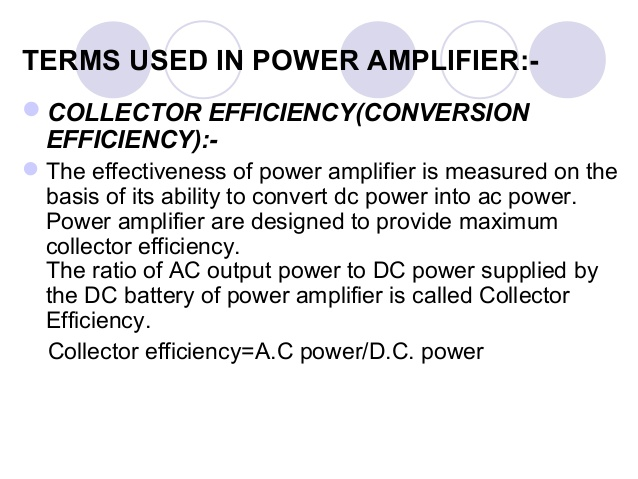 TERMS USED IN POWER AMPLIFIER:-
COLLECTOR EFFICIENCY(CONVERSION
EFFICIENCY):-
The effectiveness of power amplifier is measured on the
basis of its ability to convert dc power into ac power.
Power amplifier are designed to provide maximum
collector efficiency.
The ratio of AC output power to DC power supplied by
the DC battery of power amplifier is called Collector
Efficiency.
Collector efficiency=A.C power/D.C. power